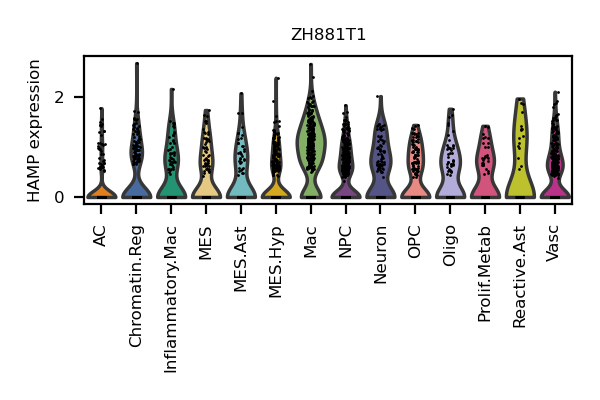 ZH881T1
HAMP expression
2
0
AC
Chromatin.Reg
Inflammatory.Mac
MES
MES.Ast
MES.Hyp
Mac
NPC
Neuron
OPC
Oligo
Prolif.Metab
Reactive.Ast
Vasc